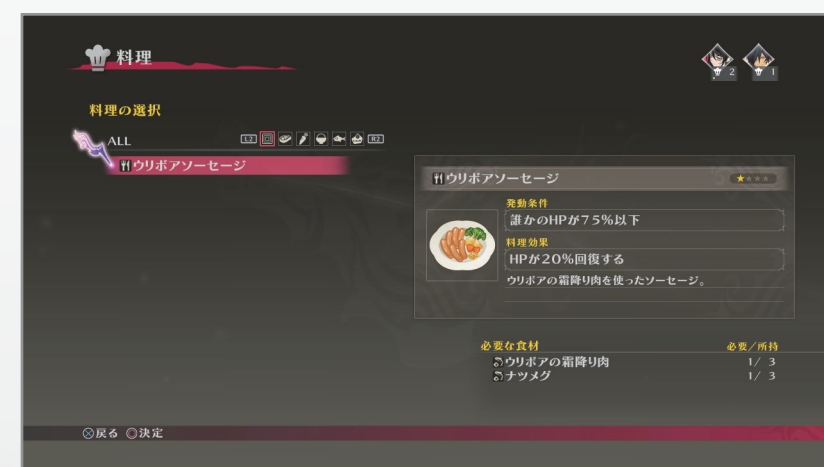 料理
2 1
料理の選択
ALL L2 R2
ウリボアソーセージ
ウリボアソーセージ
発動条件
誰かのHPが75%以下
料理効果
HPが20%回復する
ウリボアの霜降り肉を使ったソーセージ。
必要な食材 必要/所持
ウリボアの霜降り肉 1/ 3
ナツメグ 1/ 3
戻る 決定